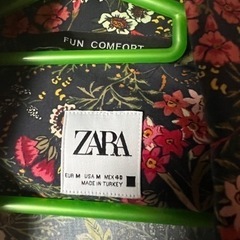 FUN COMFORT
ZARA
EUR M USA M MEX 40
MADE IN TURKEY